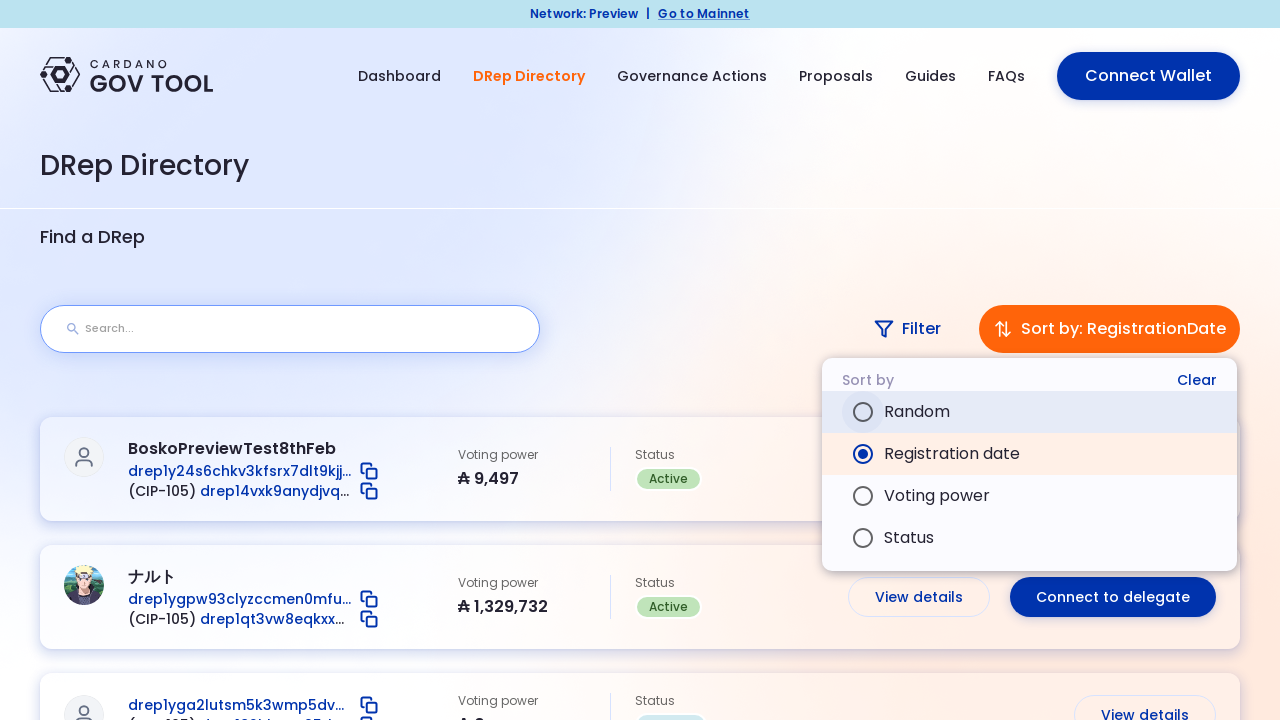 Network: Preview | Go to Mainnet
CARDANO
GOV TOOL
Dashboard
DRep Directory
Governance Actions
Proposals
Guides
FAQs
Connect Wallet
DRep Directory
Find a DRep
Search...
Filter
Sort by: RegistrationDate
Sort by
Clear
Random
Registration date
Voting power
Status
BoskoPreviewTest8thFeb
drep1y24s6chkv3kfsrx7dlt9kjj...
(CIP-105) drep14vxk9anydjvq...
Voting power
₳ 9,497
Status
Active
ナルト
drep1ygpw93clyzccmen0mfu...
(CIP-105) drep1qt3vw8eqkxx...
Voting power
₳ 1,329,732
Status
Active
View details
Connect to delegate
drep1yga2lutsm5k3wmp5dv...
Voting power
Status
View details